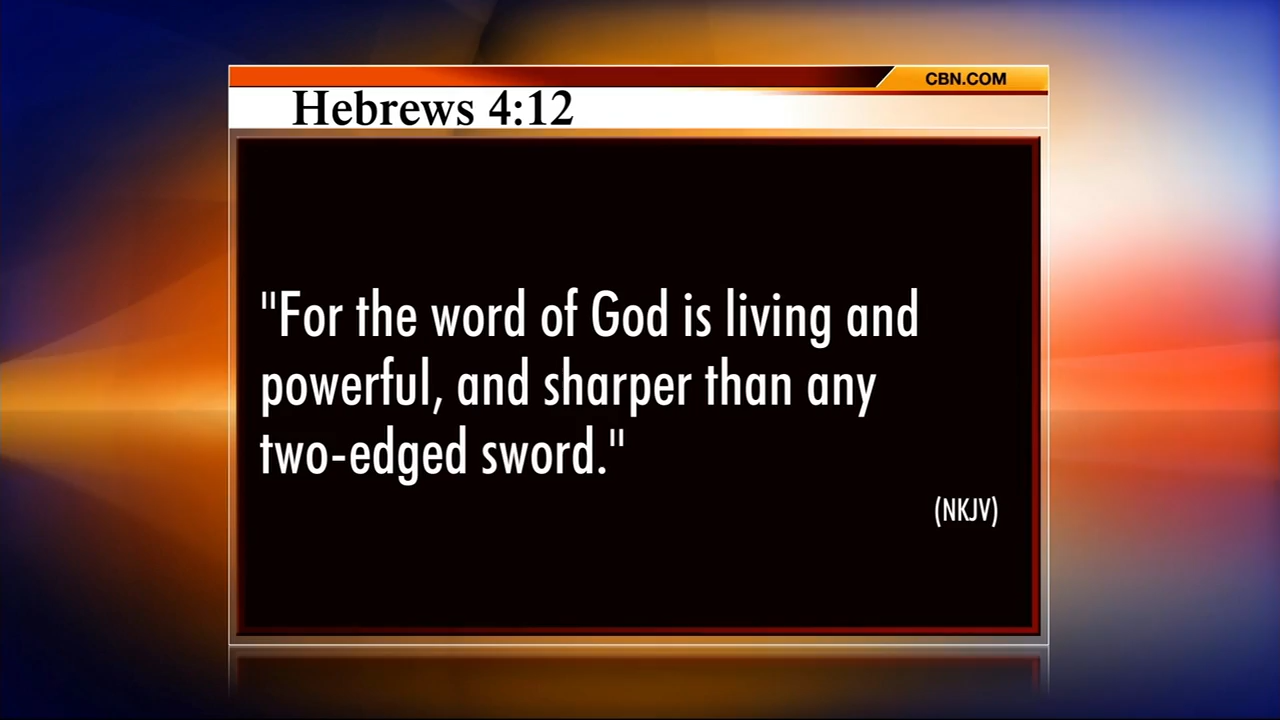 CBN.COM
Hebrews 4:12
"For the word of God is living and
powerful, and sharper than any
two-edged sword."
(NKJV)